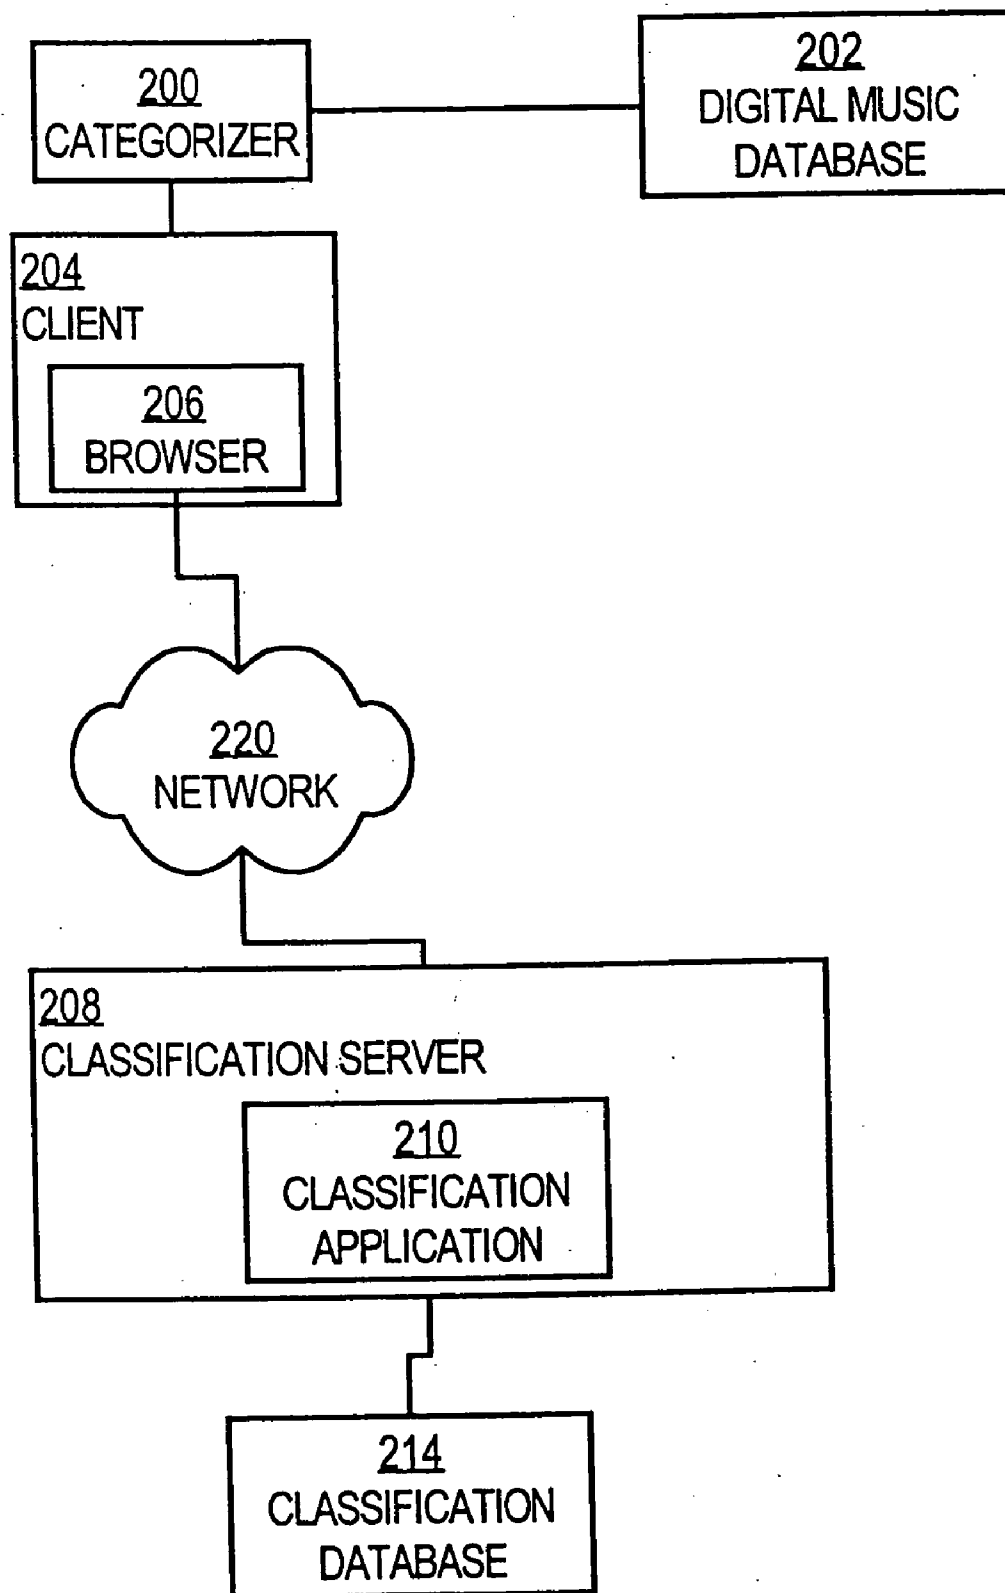 200
CATEGORIZER
202
DIGITAL MUSIC
DATABASE
204
CLIENT
206
BROWSER
220
NETWORK
208
CLASSIFICATION SERVER
210
CLASSIFICATION
APPLICATION
214
CLASSIFICATION
DATABASE